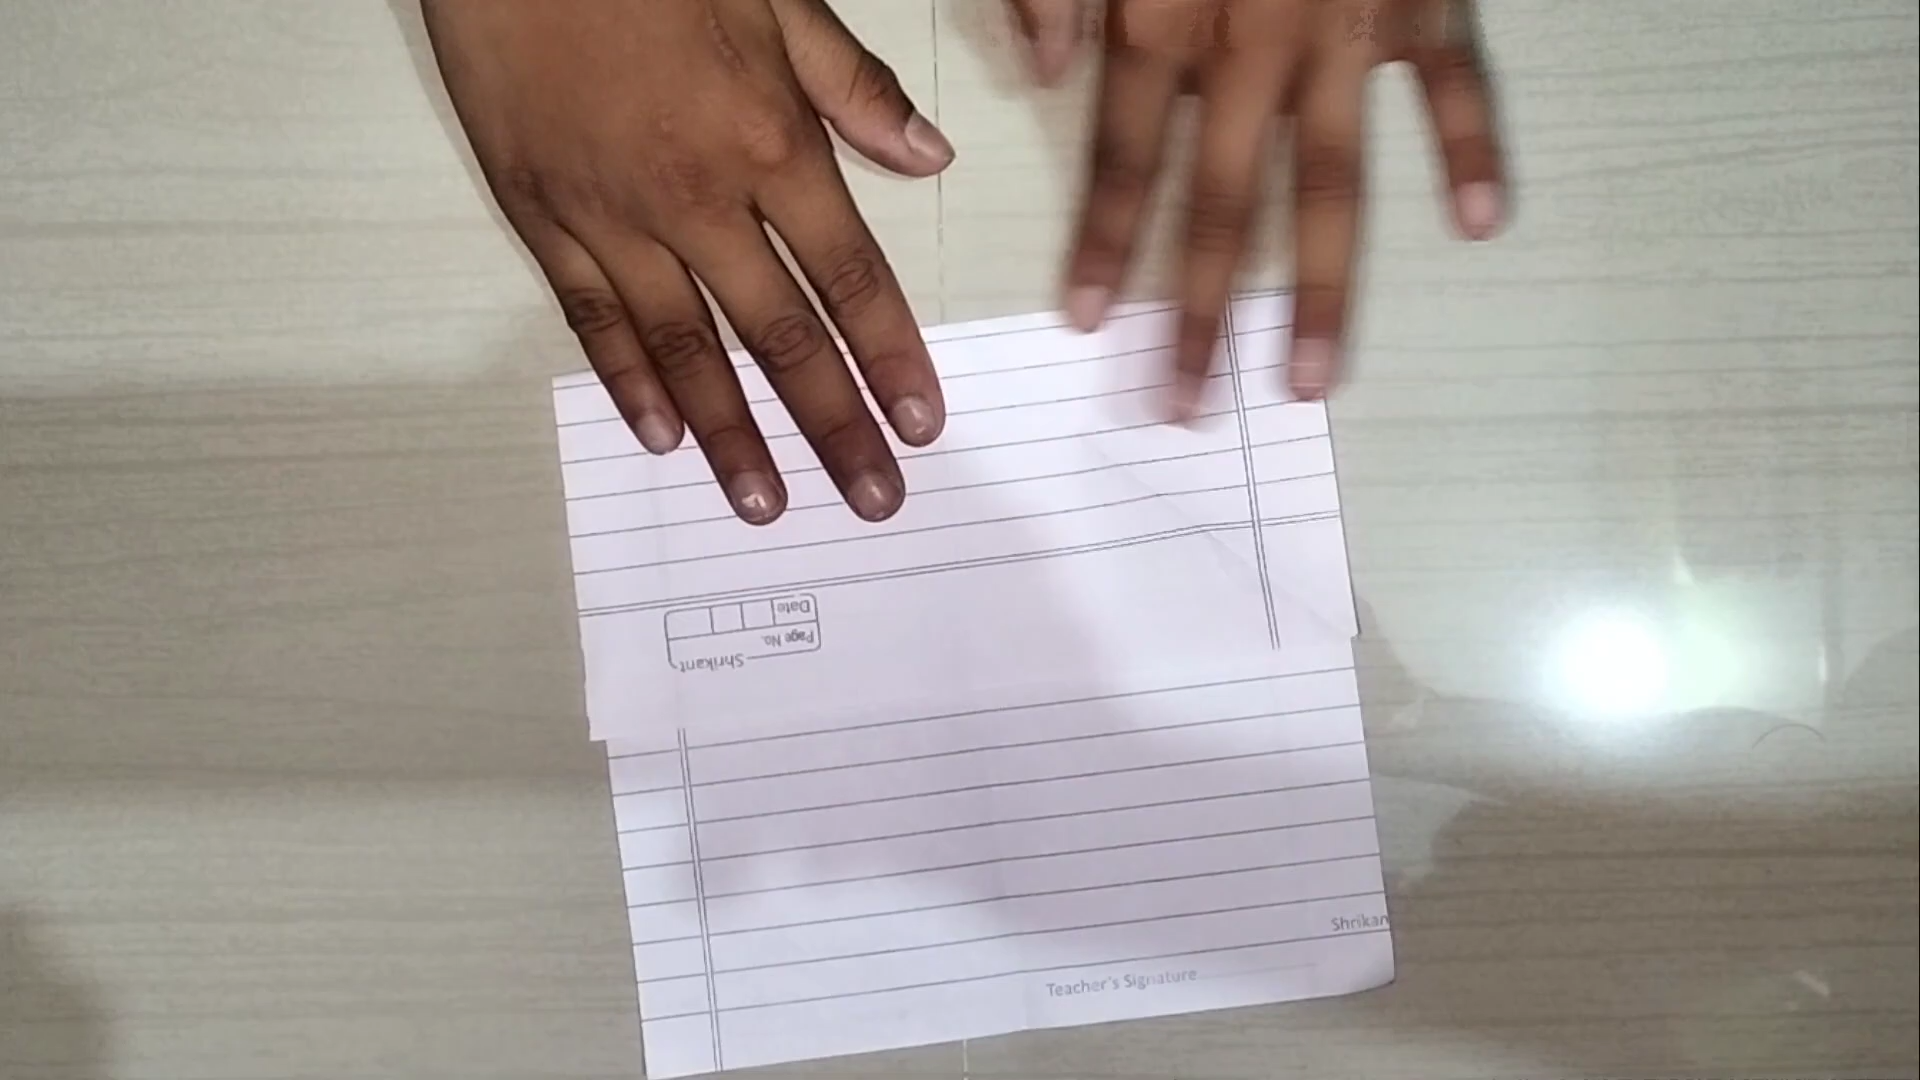 Date
Page No.
Shrikant
Shrikan
Teacher's Signature